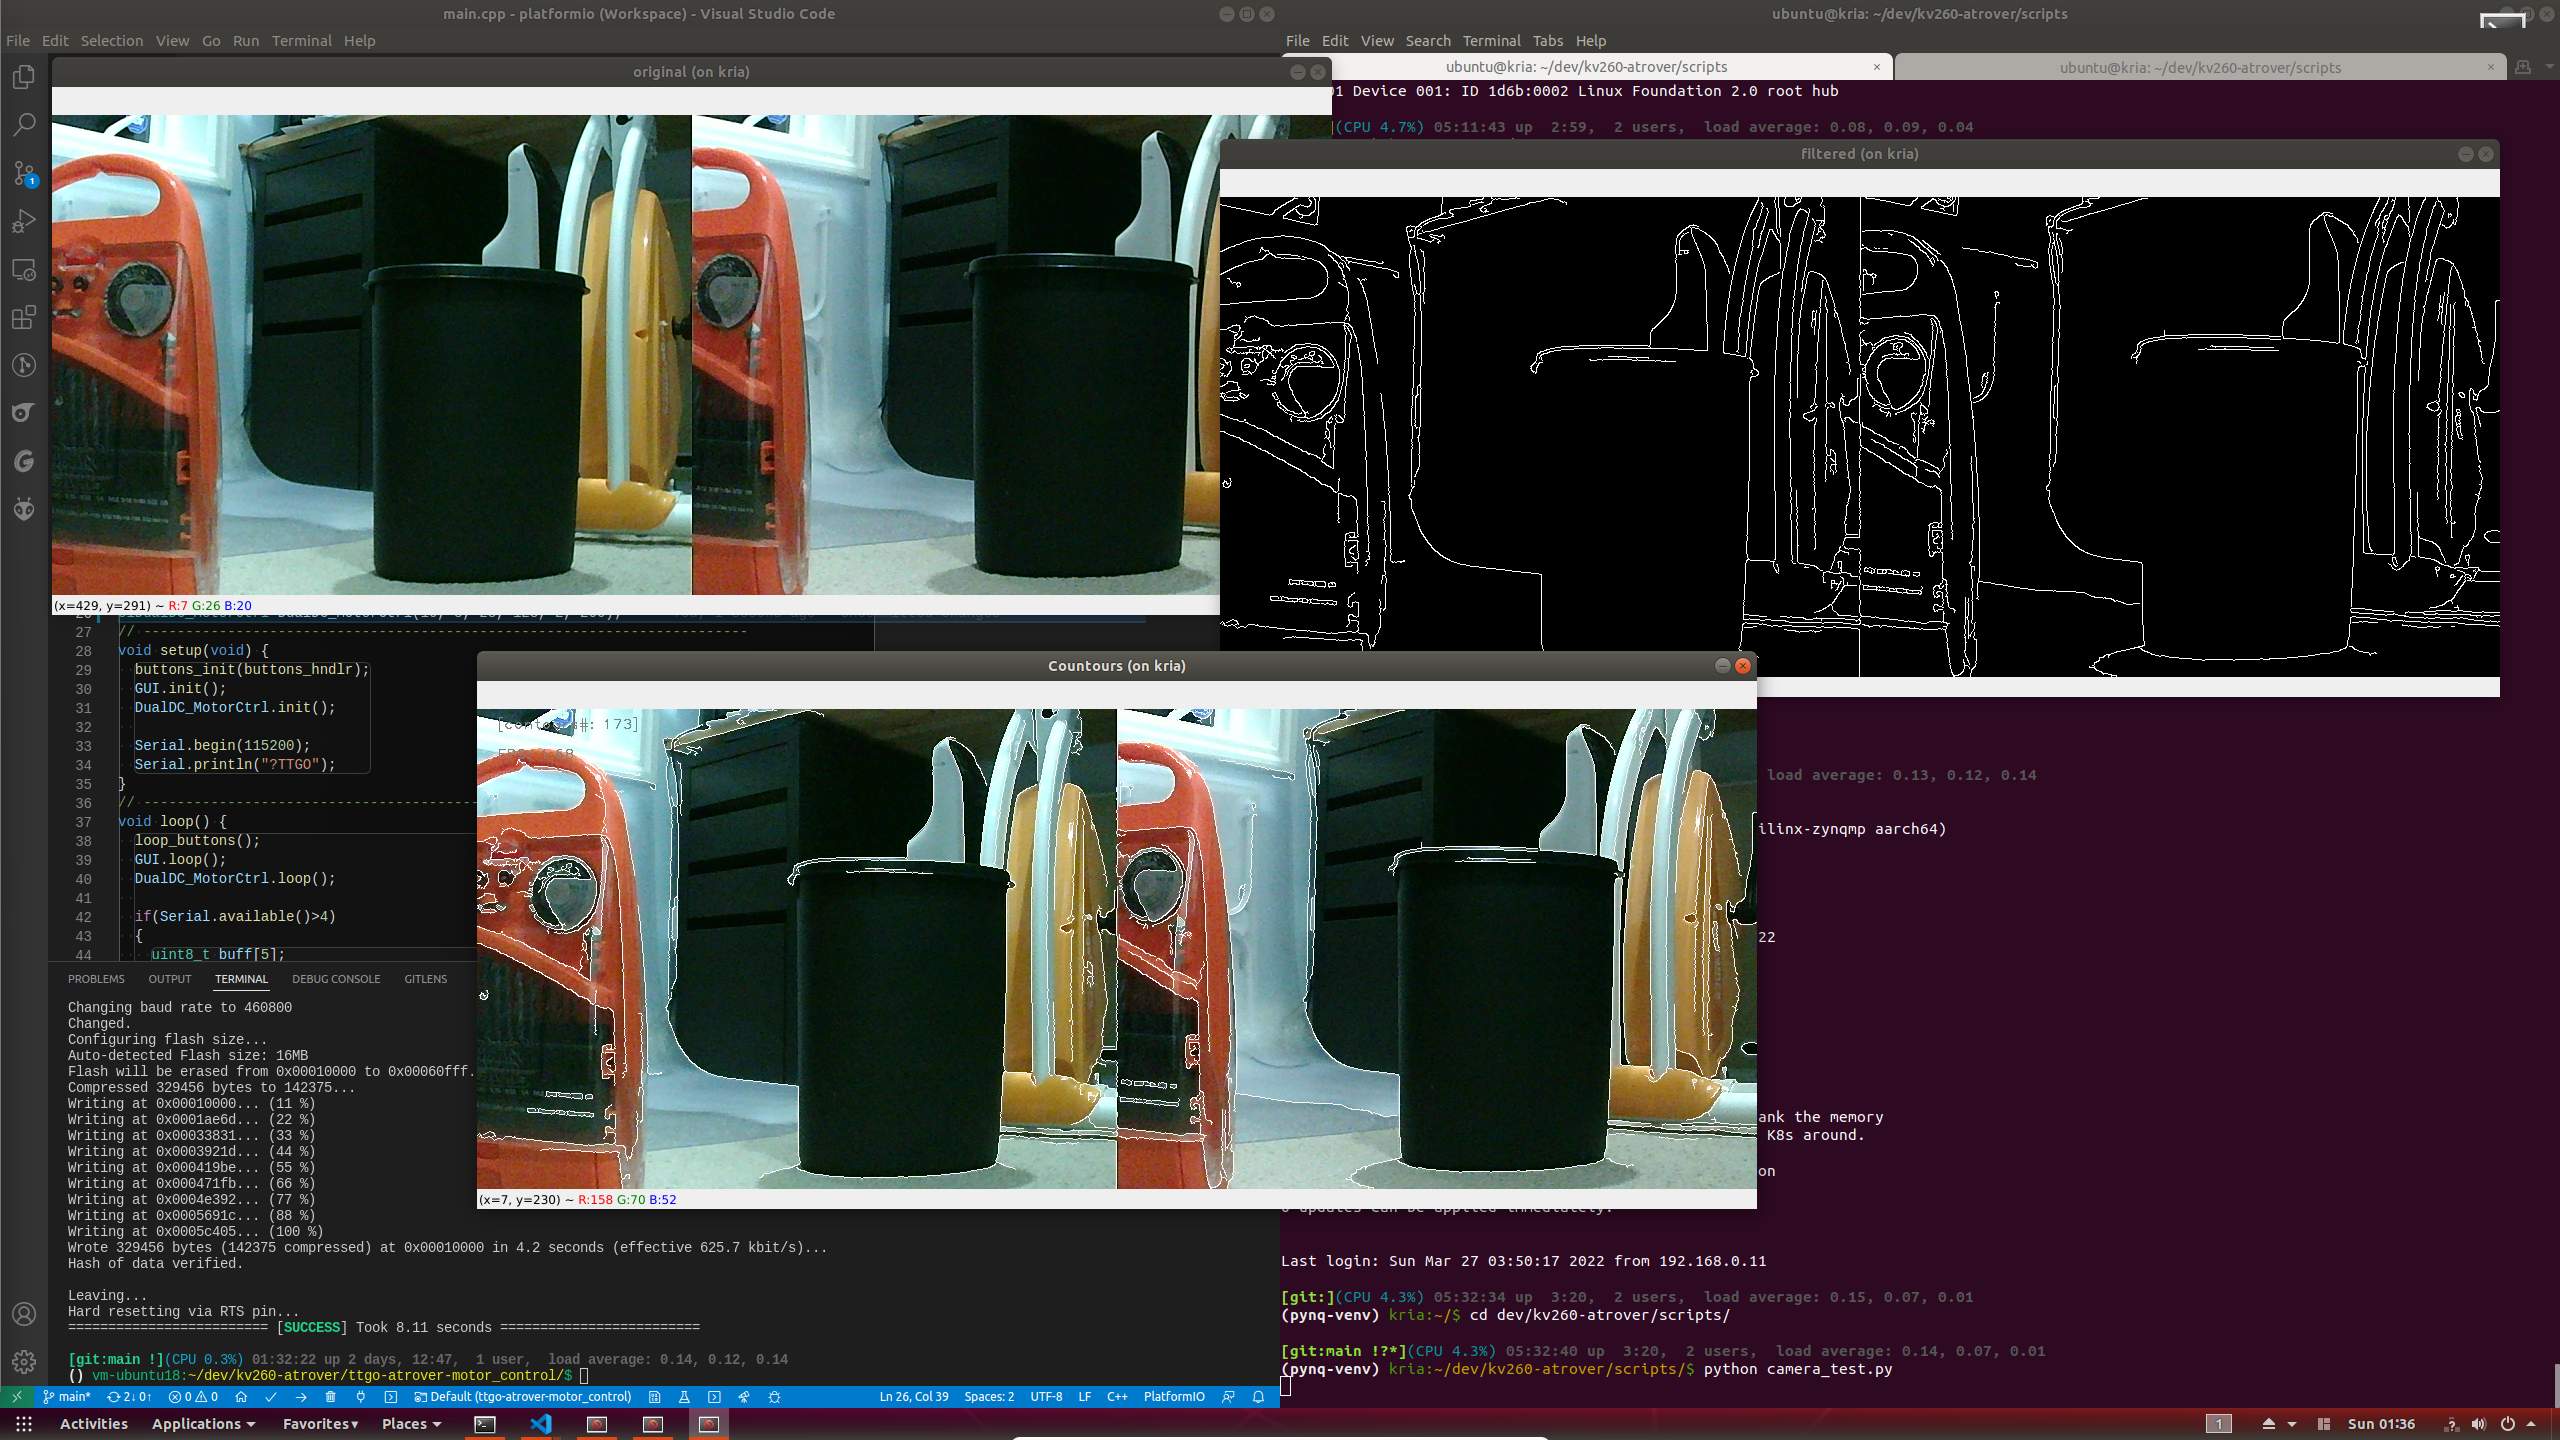 main.cpp - platformio (Workspace) - Visual Studio Code
File Edit Selection View Go Run Terminal Help
original (on kria)
(x=429, y=291) ~ R:7 G:26 B:20
27 // ------------------------------------------------------------------------
28 void setup(void) {
29 buttons_init(buttons_hndlr);
30 GUI.init();
31 DualDC_MotorCtrl.init();
32
33 Serial.begin(115200);
34 Serial.println("?TTGO");
35 }
36 // ----------------------------------------
37 void loop() {
38 loop_buttons();
39 GUI.loop();
40 DualDC_MotorCtrl.loop();
41
42 if(Serial.available()>4)
43 {
44 uint8_t buff[5];
PROBLEMS OUTPUT TERMINAL DEBUG CONSOLE GITLENS
Changing baud rate to 460800
Changed.
Configuring flash size...
Auto-detected Flash size: 16MB
Flash will be erased from 0x00010000 to 0x00060fff.
Compressed 329456 bytes to 142375...
Writing at 0x00010000... (11 %)
Writing at 0x0001ae6d... (22 %)
Writing at 0x00033831... (33 %)
Writing at 0x0003921d... (44 %)
Writing at 0x000419be... (55 %)
Writing at 0x000471fb... (66 %)
Writing at 0x0004e392... (77 %)
Writing at 0x0005691c... (88 %)
Writing at 0x0005c405... (100 %)
Wrote 329456 bytes (142375 compressed) at 0x00010000 in 4.2 seconds (effective 625.7 kbit/s)...
Hash of data verified.
Leaving...
Hard resetting via RTS pin...
========================= [SUCCESS] Took 8.11 seconds =========================
[git:main !](CPU 0.3%) 01:32:22 up 2 days, 12:47, 1 user, load average: 0.14, 0.12, 0.14
() vm-ubuntu18:~/dev/kv260-atrover/ttgo-atrover-motor_control/$
main* 2↓ 0↑ 0 0 Default (ttgo-atrover-motor_control) Ln 26, Col 39 Spaces: 2 UTF-8 LF C++ PlatformIO
Countours (on kria)
#: 173]
(x=7, y=230) ~ R:158 G:70 B:52
ubuntu@kria: ~/dev/kv260-atrover/scripts
File Edit View Search Terminal Tabs Help
ubuntu@kria: ~/dev/kv260-atrover/scripts × ubuntu@kria: ~/dev/kv260-atrover/scripts ×
Device 001: ID 1d6b:0002 Linux Foundation 2.0 root hub
](CPU 4.7%) 05:11:43 up 2:59, 2 users, load average: 0.08, 0.09, 0.04
filtered (on kria)
load average: 0.13, 0.12, 0.14
ilinx-zynqmp aarch64)
22
ank the memory
K8s around.
on
Last login: Sun Mar 27 03:50:17 2022 from 192.168.0.11
[git:](CPU 4.3%) 05:32:34 up 3:20, 2 users, load average: 0.15, 0.07, 0.01
(pynq-venv) kria:~/$ cd dev/kv260-atrover/scripts/
[git:main !?*](CPU 4.3%) 05:32:40 up 3:20, 2 users, load average: 0.14, 0.07, 0.01
(pynq-venv) kria:~/dev/kv260-atrover/scripts/$ python camera_test.py
Activities Applications Favorites Places 1 Sun 01:36